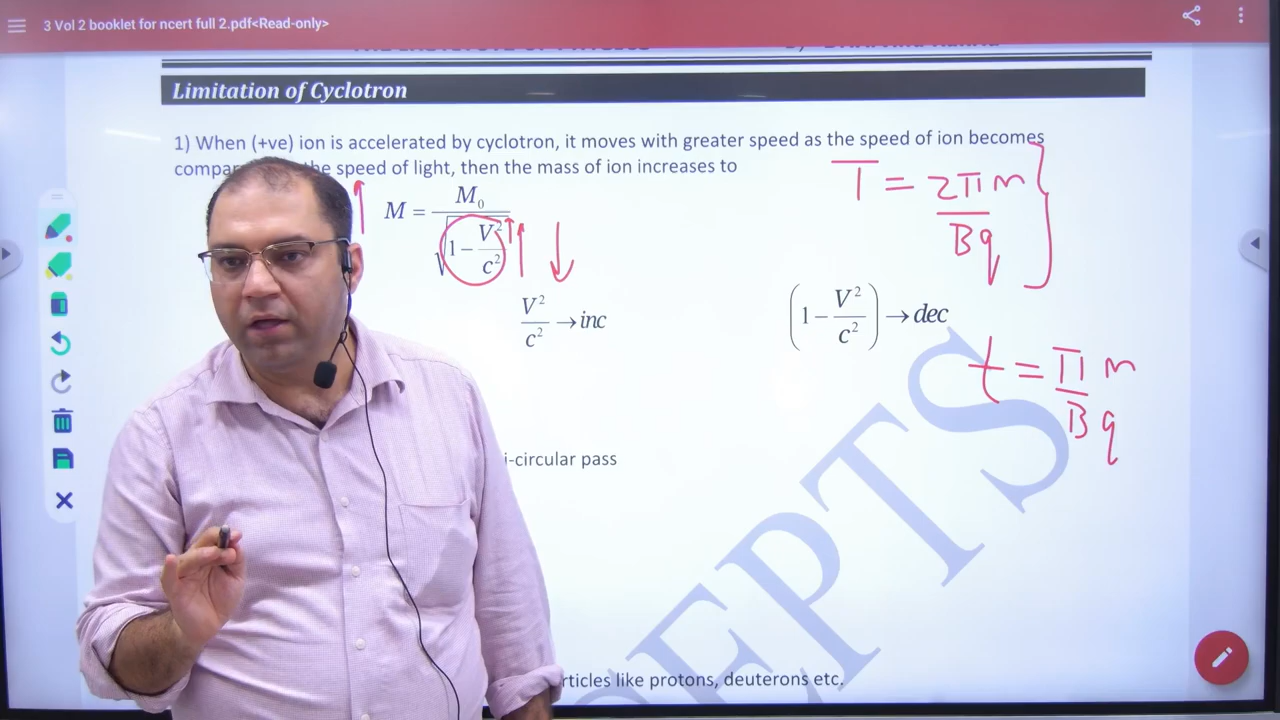 3 Vol 2 booklet for ncert full 2.pdf<Read-only>
Limitation of Cyclotron
1) When (+ve) ion is accelerated by cyclotron, it moves with greater speed as the speed of ion becomes
the speed of light, then the mass of ion increases to
M = M₀ / √(1 − V²/c²)
T = 2πm / Bq
V²/c² → inc
(1 − V²/c²) → dec
t = πm / Bq
i-circular pass
rticles like protons, deuterons etc.
CEPTS